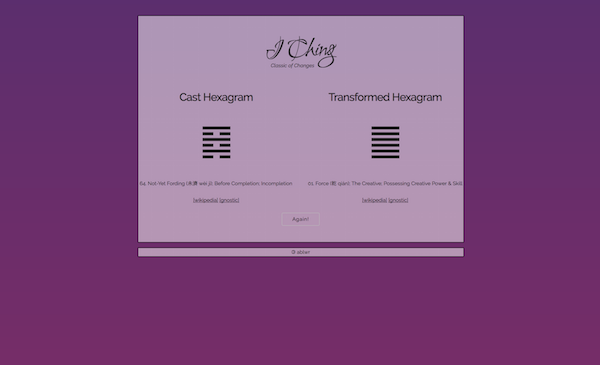 I Ching
Classic of Changes
Cast Hexagram
Transformed Hexagram
64. Not-Yet Fording (未濟 wèi jì): Before Completion; Incompletion
01. Force (乾 qián): The Creative; Possessing Creative Power & Skill
[wikipedia] [gnostic]
[wikipedia] [gnostic]
Again!